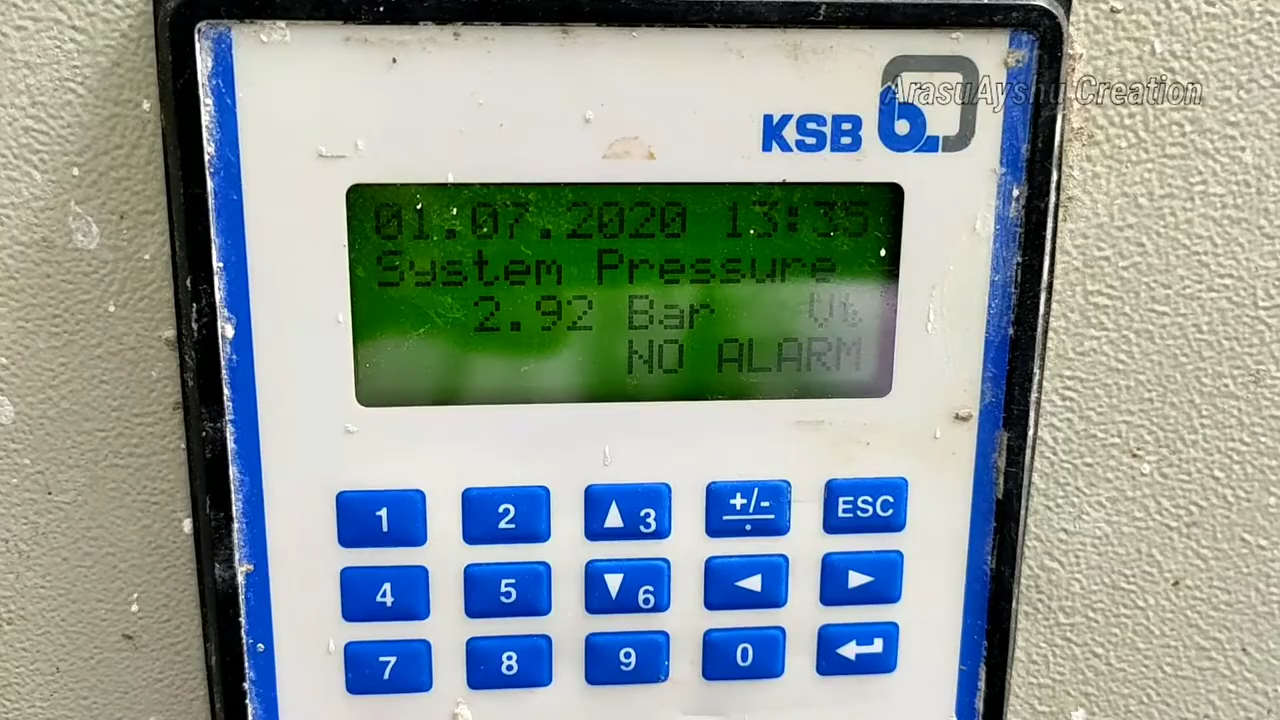 ArasuAyshu Creation
KSB
01.07.2020 13:35
System Pressure
2.92 Bar Ut
NO ALARM
1 2 ▲ 3 +/- . ESC
4 5 ▼ 6 ◄ ►
7 8 9 0 ↵